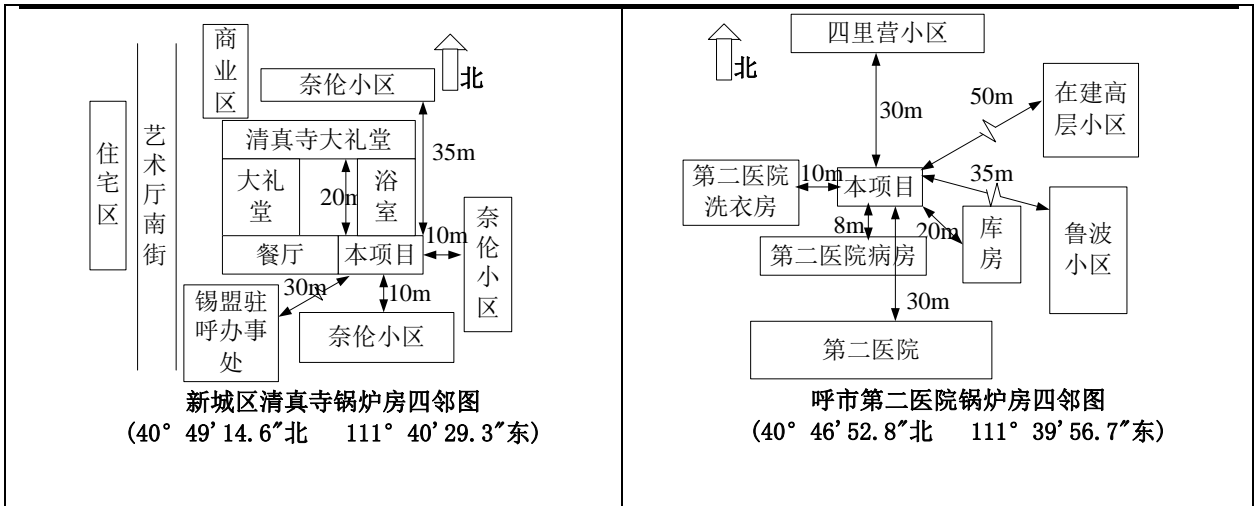 商
业
区
北
奈伦小区
清真寺大礼堂
35m
住
宅
区
艺
术
厅
南
街
大
礼
堂
20m
浴
室
奈
伦
小
区
10m
餐厅
本项目
30m
10m
锡盟驻
呼办事
处
奈伦小区
新城区清真寺锅炉房四邻图
(40° 49'14.6″北 111° 40'29.3″东)
四里营小区
北
30m
50m
在建高
层小区
第二医院
洗衣房
10m
本项目
35m
8m
20m
库
房
鲁波
小区
第二医院病房
30m
第二医院
呼市第二医院锅炉房四邻图
(40° 46'52.8″北 111° 39'56.7″东)